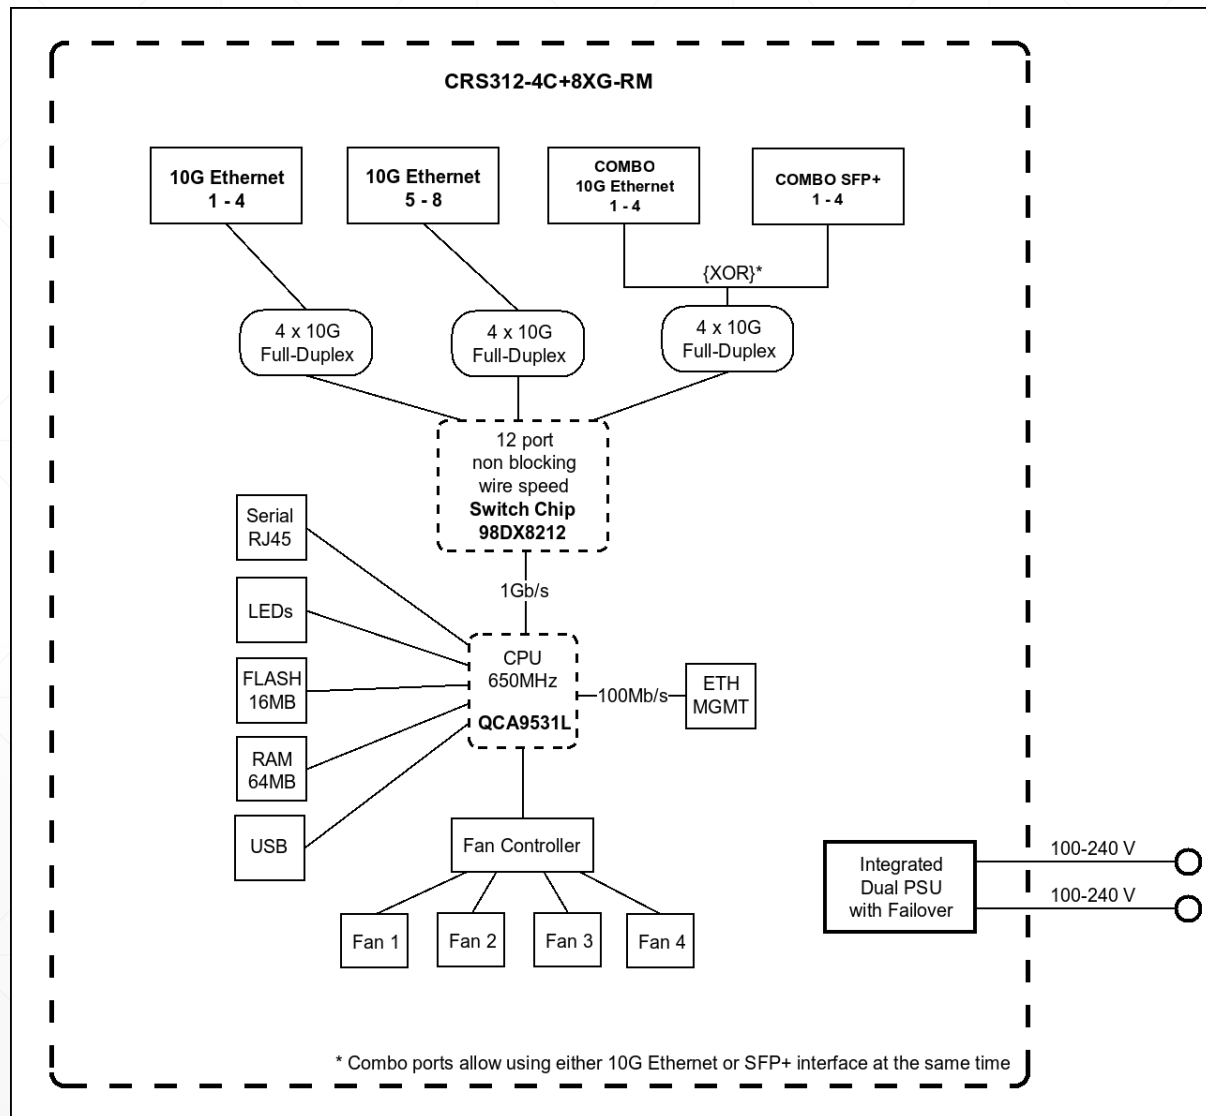 CRS312-4C+8XG-RM
10G Ethernet
1 - 4
10G Ethernet
5 - 8
COMBO
10G Ethernet
1 - 4
COMBO SFP+
1 - 4
{XOR}*
4 x 10G
Full-Duplex
4 x 10G
Full-Duplex
4 x 10G
Full-Duplex
12 port
non blocking
wire speed
Switch Chip
98DX8212
Serial
RJ45
1Gb/s
LEDs
CPU
650MHz
QCA9531L
FLASH
16MB
100Mb/s
ETH
MGMT
RAM
64MB
USB
Fan Controller
Fan 1
Fan 2
Fan 3
Fan 4
Integrated
Dual PSU
with Failover
100-240 V
100-240 V
* Combo ports allow using either 10G Ethernet or SFP+ interface at the same time